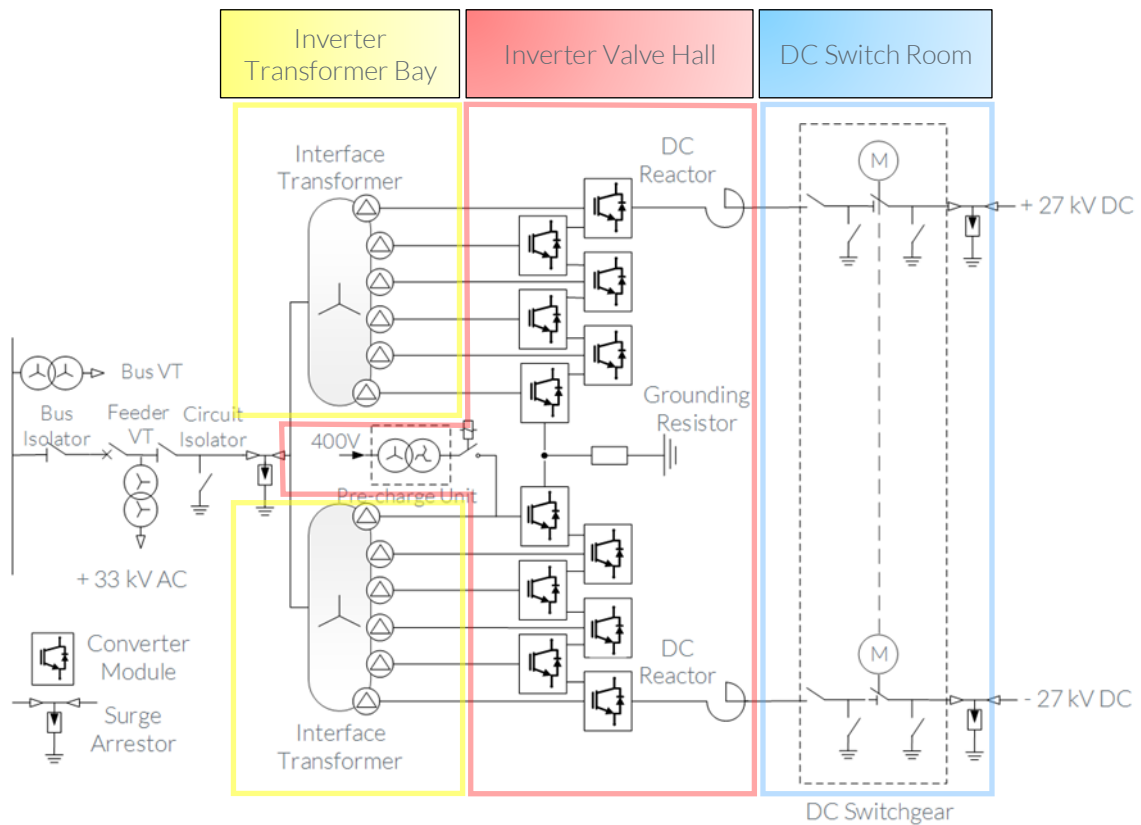 Inverter
Transformer Bay
Inverter Valve Hall
DC Switch Room
Interface
Transformer
DC
Reactor
M
+ 27 kV DC
Bus VT
Bus
Isolator
Feeder
VT
Circuit
Isolator
400V
Pre-charge Unit
Grounding
Resistor
+ 33 kV AC
Converter
Module
Surge
Arrestor
Interface
Transformer
DC
Reactor
M
- 27 kV DC
DC Switchgear